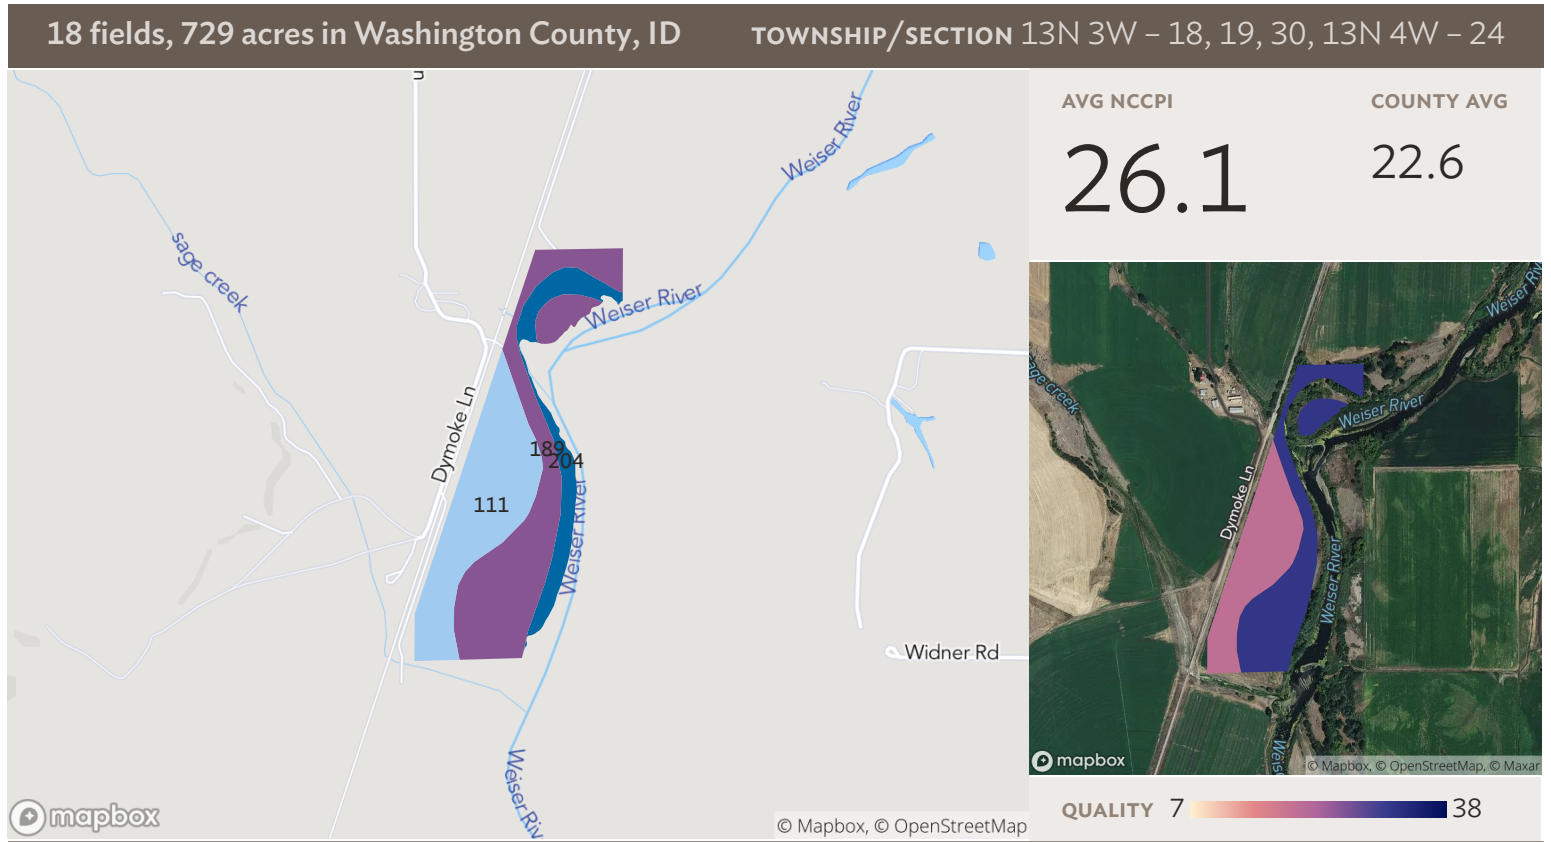 18 fields, 729 acres in Washington County, ID
TOWNSHIP/SECTION 13N 3W – 18, 19, 30, 13N 4W – 24
Weiser River
sage creek
Weiser River
Dymoke Ln
189
204
111
Weiser River
Widner Rd
Weiser Riv
mapbox
© Mapbox, © OpenStreetMap
AVG NCCPI
26.1
COUNTY AVG
22.6
Weiser Riv
age creek
Weiser River
Dymoke Ln
Weiser River
Weis
mapbox
© Mapbox, © OpenStreetMap, © Maxar
QUALITY 7 38